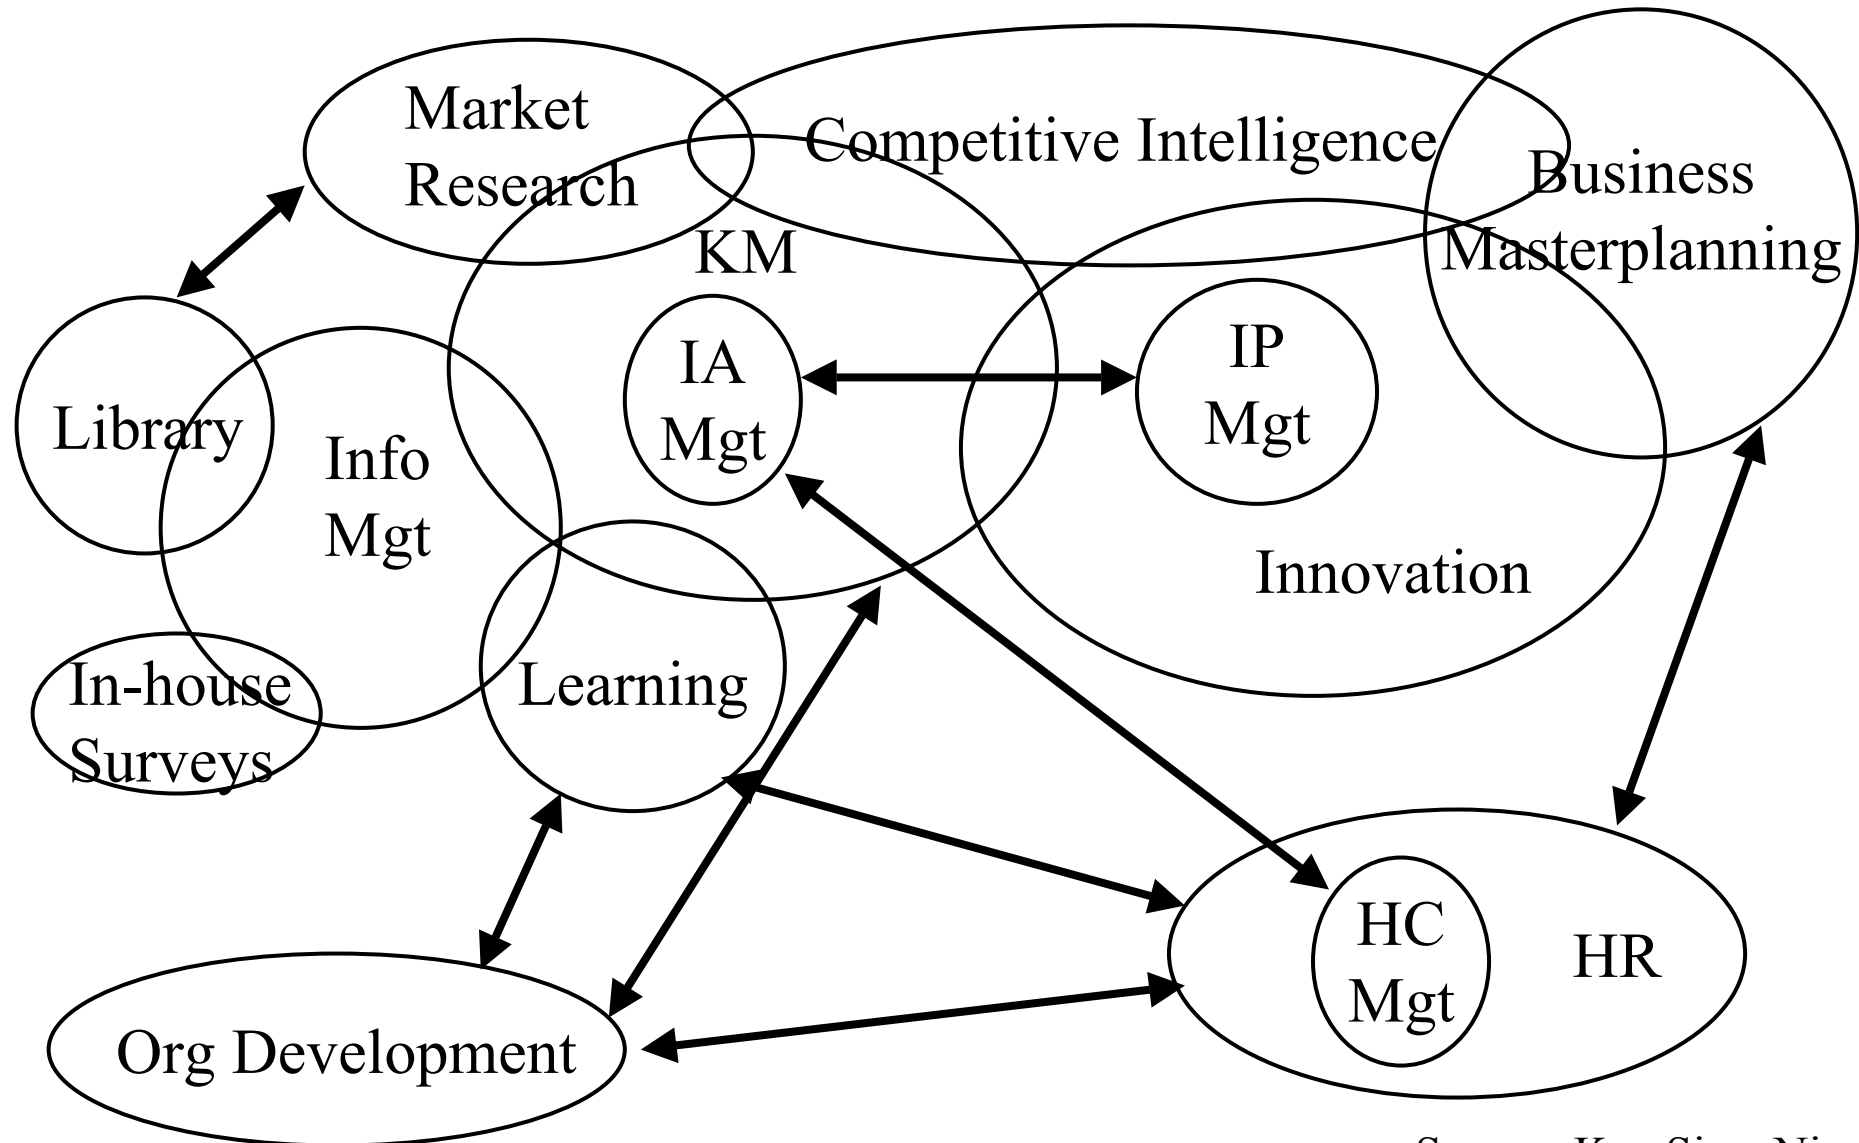 Market
Research
Competitive Intelligence
Business
Masterplanning
KM
IA
Mgt
IP
Mgt
Library
Info
Mgt
Innovation
In-house
Surveys
Learning
HC
Mgt
HR
Org Development